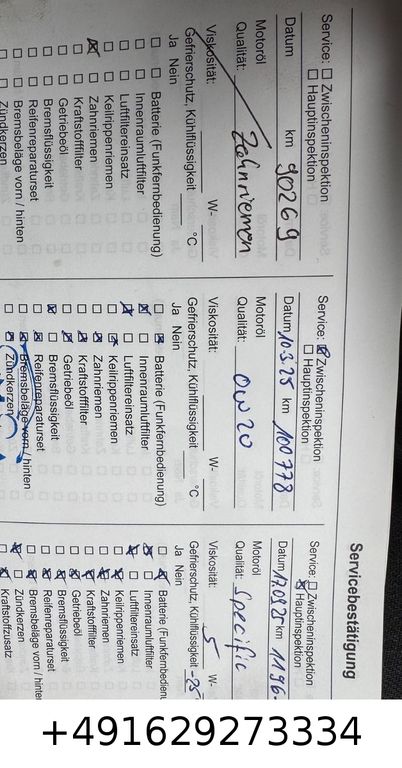 Servicebestätigung
Service: ☐ Zwischeninspektion
☐ Hauptinspektion
Datum km 90269
Motoröl
Qualität: Zahnriemen
Viskosität: W-
Gefrierschutz, Kühlflüssigkeit °C
Ja Nein
☐ ☐ Batterie (Funkfernbedienung)
☐ ☐ Innenraumluftfilter
☐ ☐ Luftfiltereinsatz
☐ ☐ Keilrippenriemen
☒ ☐ Zahnriemen
☐ ☐ Kraftstofffilter
☐ ☐ Getriebeöl
☐ ☐ Bremsflüssigkeit
☐ ☐ Reifenreparaturset
☐ ☐ Bremsbeläge vorn / hinten
☐ ☐ Zündkerzen
Service: ☒ Zwischeninspektion
☐ Hauptinspektion
Datum 10.3.25 km 100778
Motoröl
Qualität: 0W20
Viskosität: W-
Gefrierschutz, Kühlflüssigkeit °C
Ja Nein
☐ ☒ Batterie (Funkfernbedienung)
☒ ☐ Innenraumluftfilter
☒ ☐ Luftfiltereinsatz
☐ ☒ Keilrippenriemen
☐ ☒ Zahnriemen
☐ ☒ Kraftstofffilter
☐ ☒ Getriebeöl
☒ ☐ Bremsflüssigkeit
☐ ☒ Reifenreparaturset
☐ ☒ Bremsbeläge vorn / hinten
☐ ☒ Zündkerzen
Service: ☐ Zwischeninspektion
☒ Hauptinspektion
Datum km 1196
Motoröl
Qualität: Specific
Viskosität: 5 W-
Gefrierschutz, Kühlflüssigkeit -25
Ja Nein
☐ ☒ Batterie (Funkfernbedienu
☒ ☐ Innenraumluftfilter
☒ ☐ Luftfiltereinsatz
☐ ☒ Keilrippenriemen
☐ ☒ Zahnriemen
☐ ☒ Kraftstofffilter
☐ ☒ Getriebeöl
☐ ☒ Bremsflüssigkeit
☐ ☒ Reifenreparaturset
☐ ☒ Bremsbeläge vorn / hinten
☒ ☐ Zündkerzen
☐ ☒ Kraftstoffzusatz
+491629273334